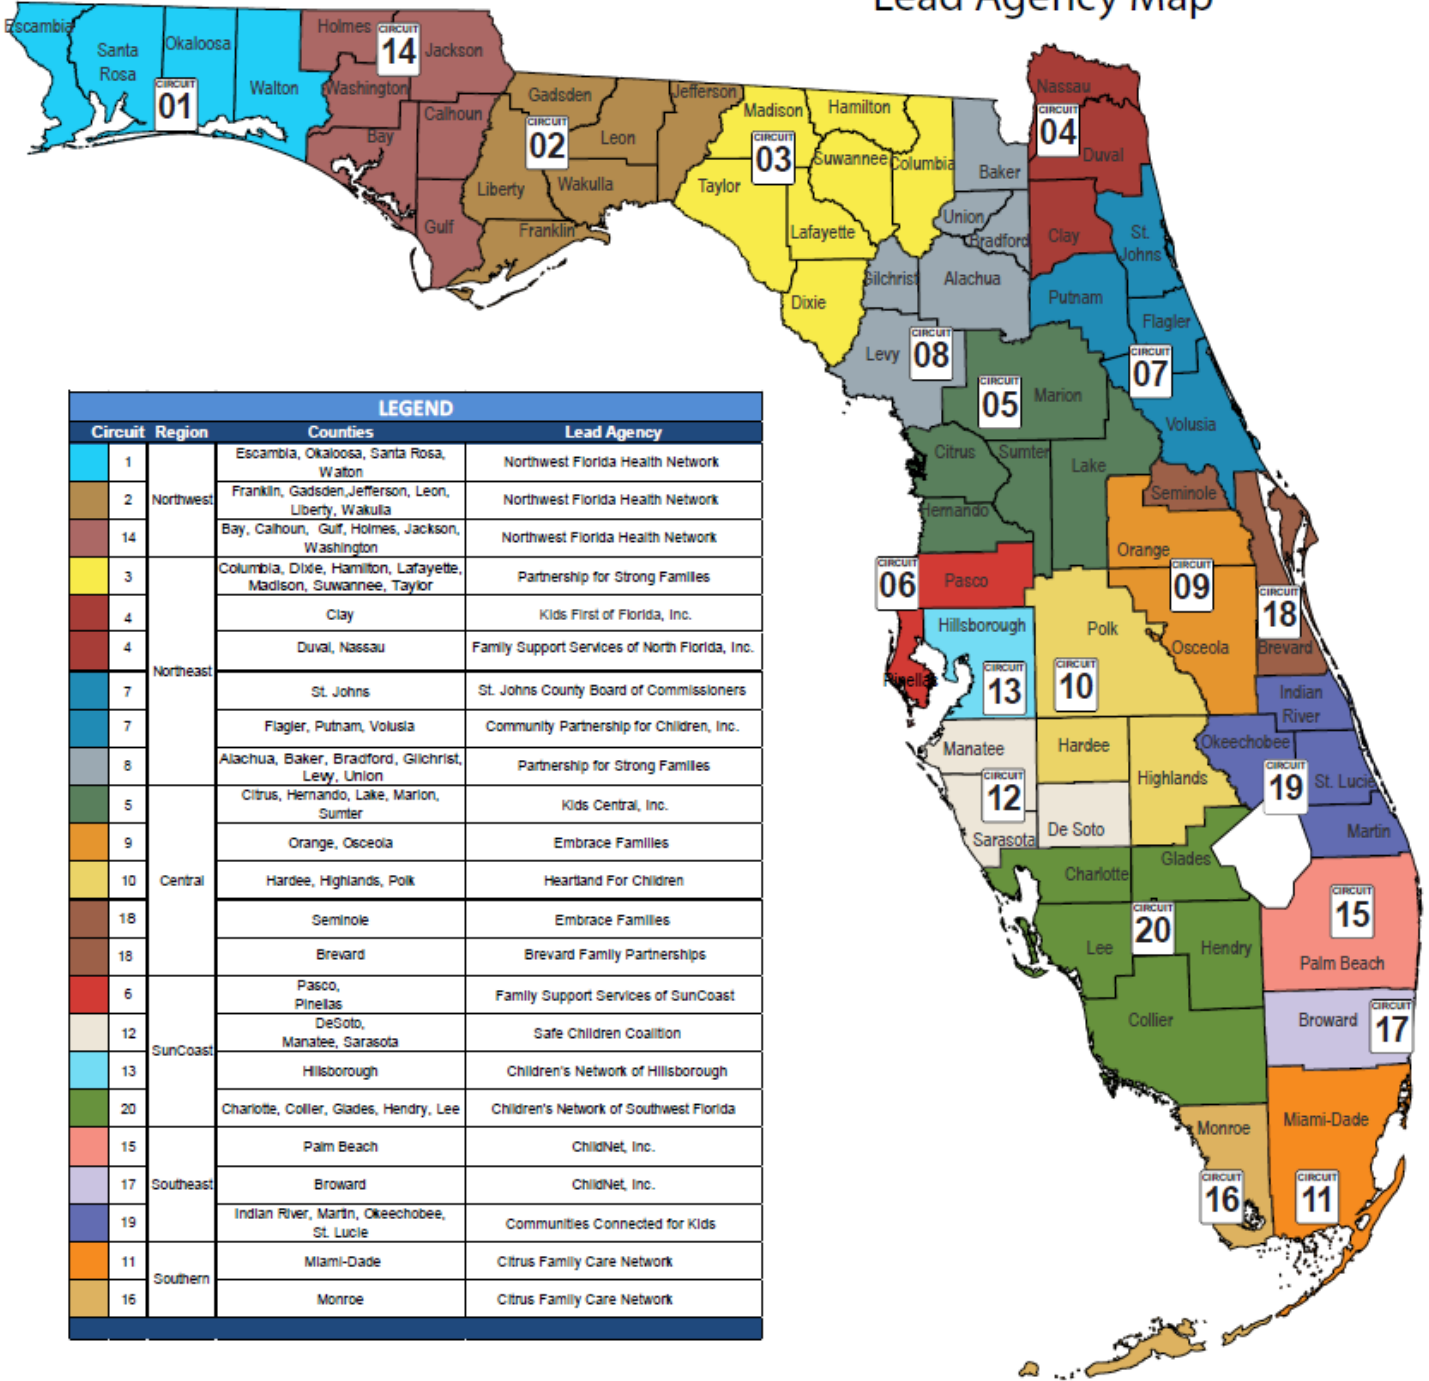 Lead Agency Map
Escambia
Santa
Rosa
Okaloosa
Walton
CIRCUIT
01
Holmes
CIRCUIT
14
Jackson
Washington
Calhoun
Bay
Gulf
Gadsden
CIRCUIT
02
Leon
Jefferson
Liberty
Wakulla
Franklin
Madison
Hamilton
CIRCUIT
03
Suwannee
Columbia
Taylor
Lafayette
Dixie
Nassau
CIRCUIT
04
Duval
Clay
Baker
Union
Bradford
Gilchrist
Alachua
Levy
CIRCUIT
08
St.
Johns
Putnam
Flagler
CIRCUIT
07
Volusia
CIRCUIT
05
Marion
Citrus
Sumter
Lake
Hernando
Seminole
Orange
CIRCUIT
09
Osceola
CIRCUIT
18
Brevard
CIRCUIT
06
Pasco
Pinellas
Hillsborough
CIRCUIT
13
Polk
CIRCUIT
10
Hardee
Highlands
Manatee
CIRCUIT
12
Sarasota
De Soto
Indian
River
Okeechobee
CIRCUIT
19
St. Lucie
Martin
Charlotte
Glades
Lee
CIRCUIT
20
Hendry
Collier
CIRCUIT
15
Palm Beach
Broward
CIRCUIT
17
Monroe
CIRCUIT
16
Miami-Dade
CIRCUIT
11
LEGEND
Circuit Region Counties Lead Agency
1 Escambia, Okaloosa, Santa Rosa, Northwest Florida Health Network
Walton
Northwest
2 Franklin, Gadsden,Jefferson, Leon, Northwest Florida Health Network
Liberty, Wakulla
14 Bay, Calhoun, Gulf, Holmes, Jackson, Northwest Florida Health Network
Washington
3 Columbia, Dixie, Hamilton, Lafayette, Partnership for Strong Families
Madison, Suwannee, Taylor
4 Clay Kids First of Florida, Inc.
4 Duval, Nassau Family Support Services of North Florida, Inc.
Northeast
7 St. Johns St. Johns County Board of Commissioners
7 Flagler, Putnam, Volusia Community Partnership for Children, Inc.
8 Alachua, Baker, Bradford, Gilchrist, Partnership for Strong Families
Levy, Union
5 Citrus, Hernando, Lake, Marion, Kids Central, Inc.
Sumter
9 Orange, Osceola Embrace Families
10 Central Hardee, Highlands, Polk Heartland For Children
18 Seminole Embrace Families
18 Brevard Brevard Family Partnerships
6 Pasco, Family Support Services of SunCoast
Pinellas
12 DeSoto, Safe Children Coalition
Manatee, Sarasota
SunCoast
13 Hillsborough Children's Network of Hillsborough
20 Charlotte, Collier, Glades, Hendry, Lee Children's Network of Southwest Florida
15 Palm Beach ChildNet, Inc.
17 Southeast Broward ChildNet, Inc.
19 Indian River, Martin, Okeechobee, Communities Connected for Kids
St. Lucie
11 Miami-Dade Citrus Family Care Network
Southern
16 Monroe Citrus Family Care Network